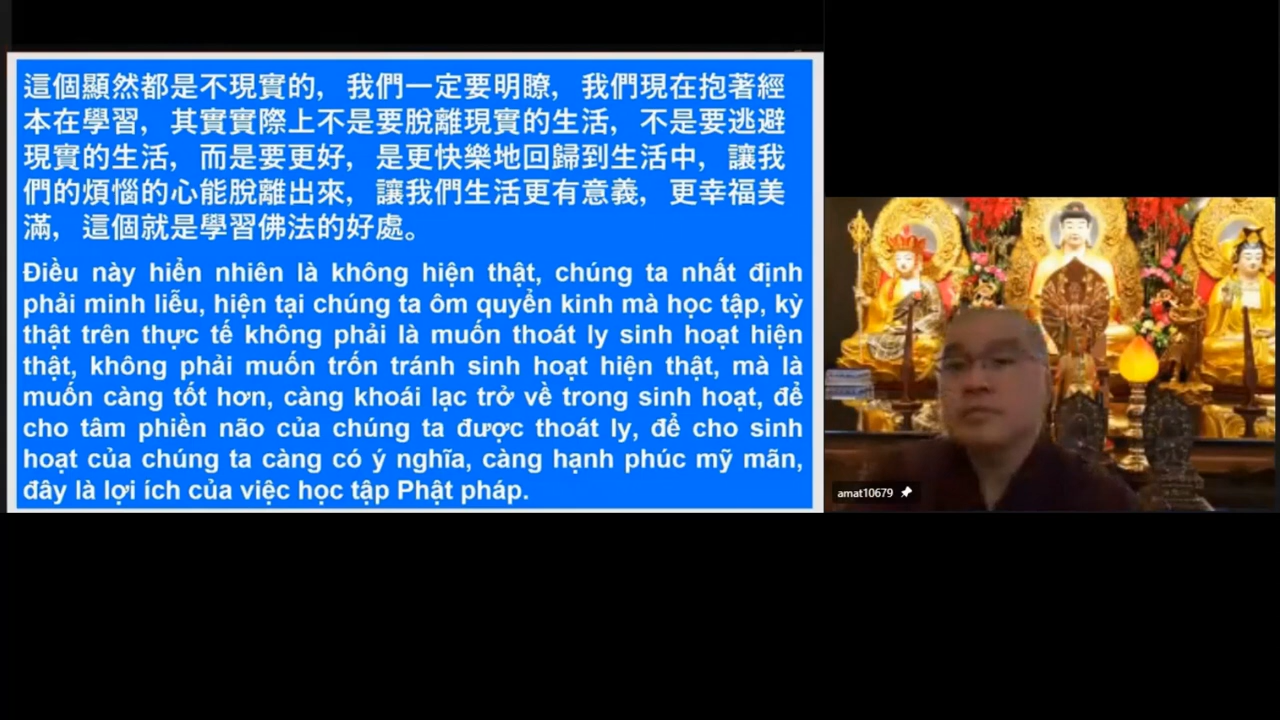 這個顯然都是不現實的，我們一定要明瞭，我們現在抱著經
本在學習，其實實際上不是要脫離現實的生活，不是要逃避
現實的生活，而是要更好，是更快樂地回歸到生活中，讓我
們的煩惱的心能脫離出來，讓我們生活更有意義，更幸福美
滿，這個就是學習佛法的好處。
Điều này hiển nhiên là không hiện thật, chúng ta nhất định
phải minh liễu, hiện tại chúng ta ôm quyển kinh mà học tập, kỳ
thật trên thực tế không phải là muốn thoát ly sinh hoạt hiện
thật, không phải muốn trốn tránh sinh hoạt hiện thật, mà là
muốn càng tốt hơn, càng khoái lạc trở về trong sinh hoạt, để
cho tâm phiền não của chúng ta được thoát ly, để cho sinh
hoạt của chúng ta càng có ý nghĩa, càng hạnh phúc mỹ mãn,
đây là lợi ích của việc học tập Phật pháp.
amat10679